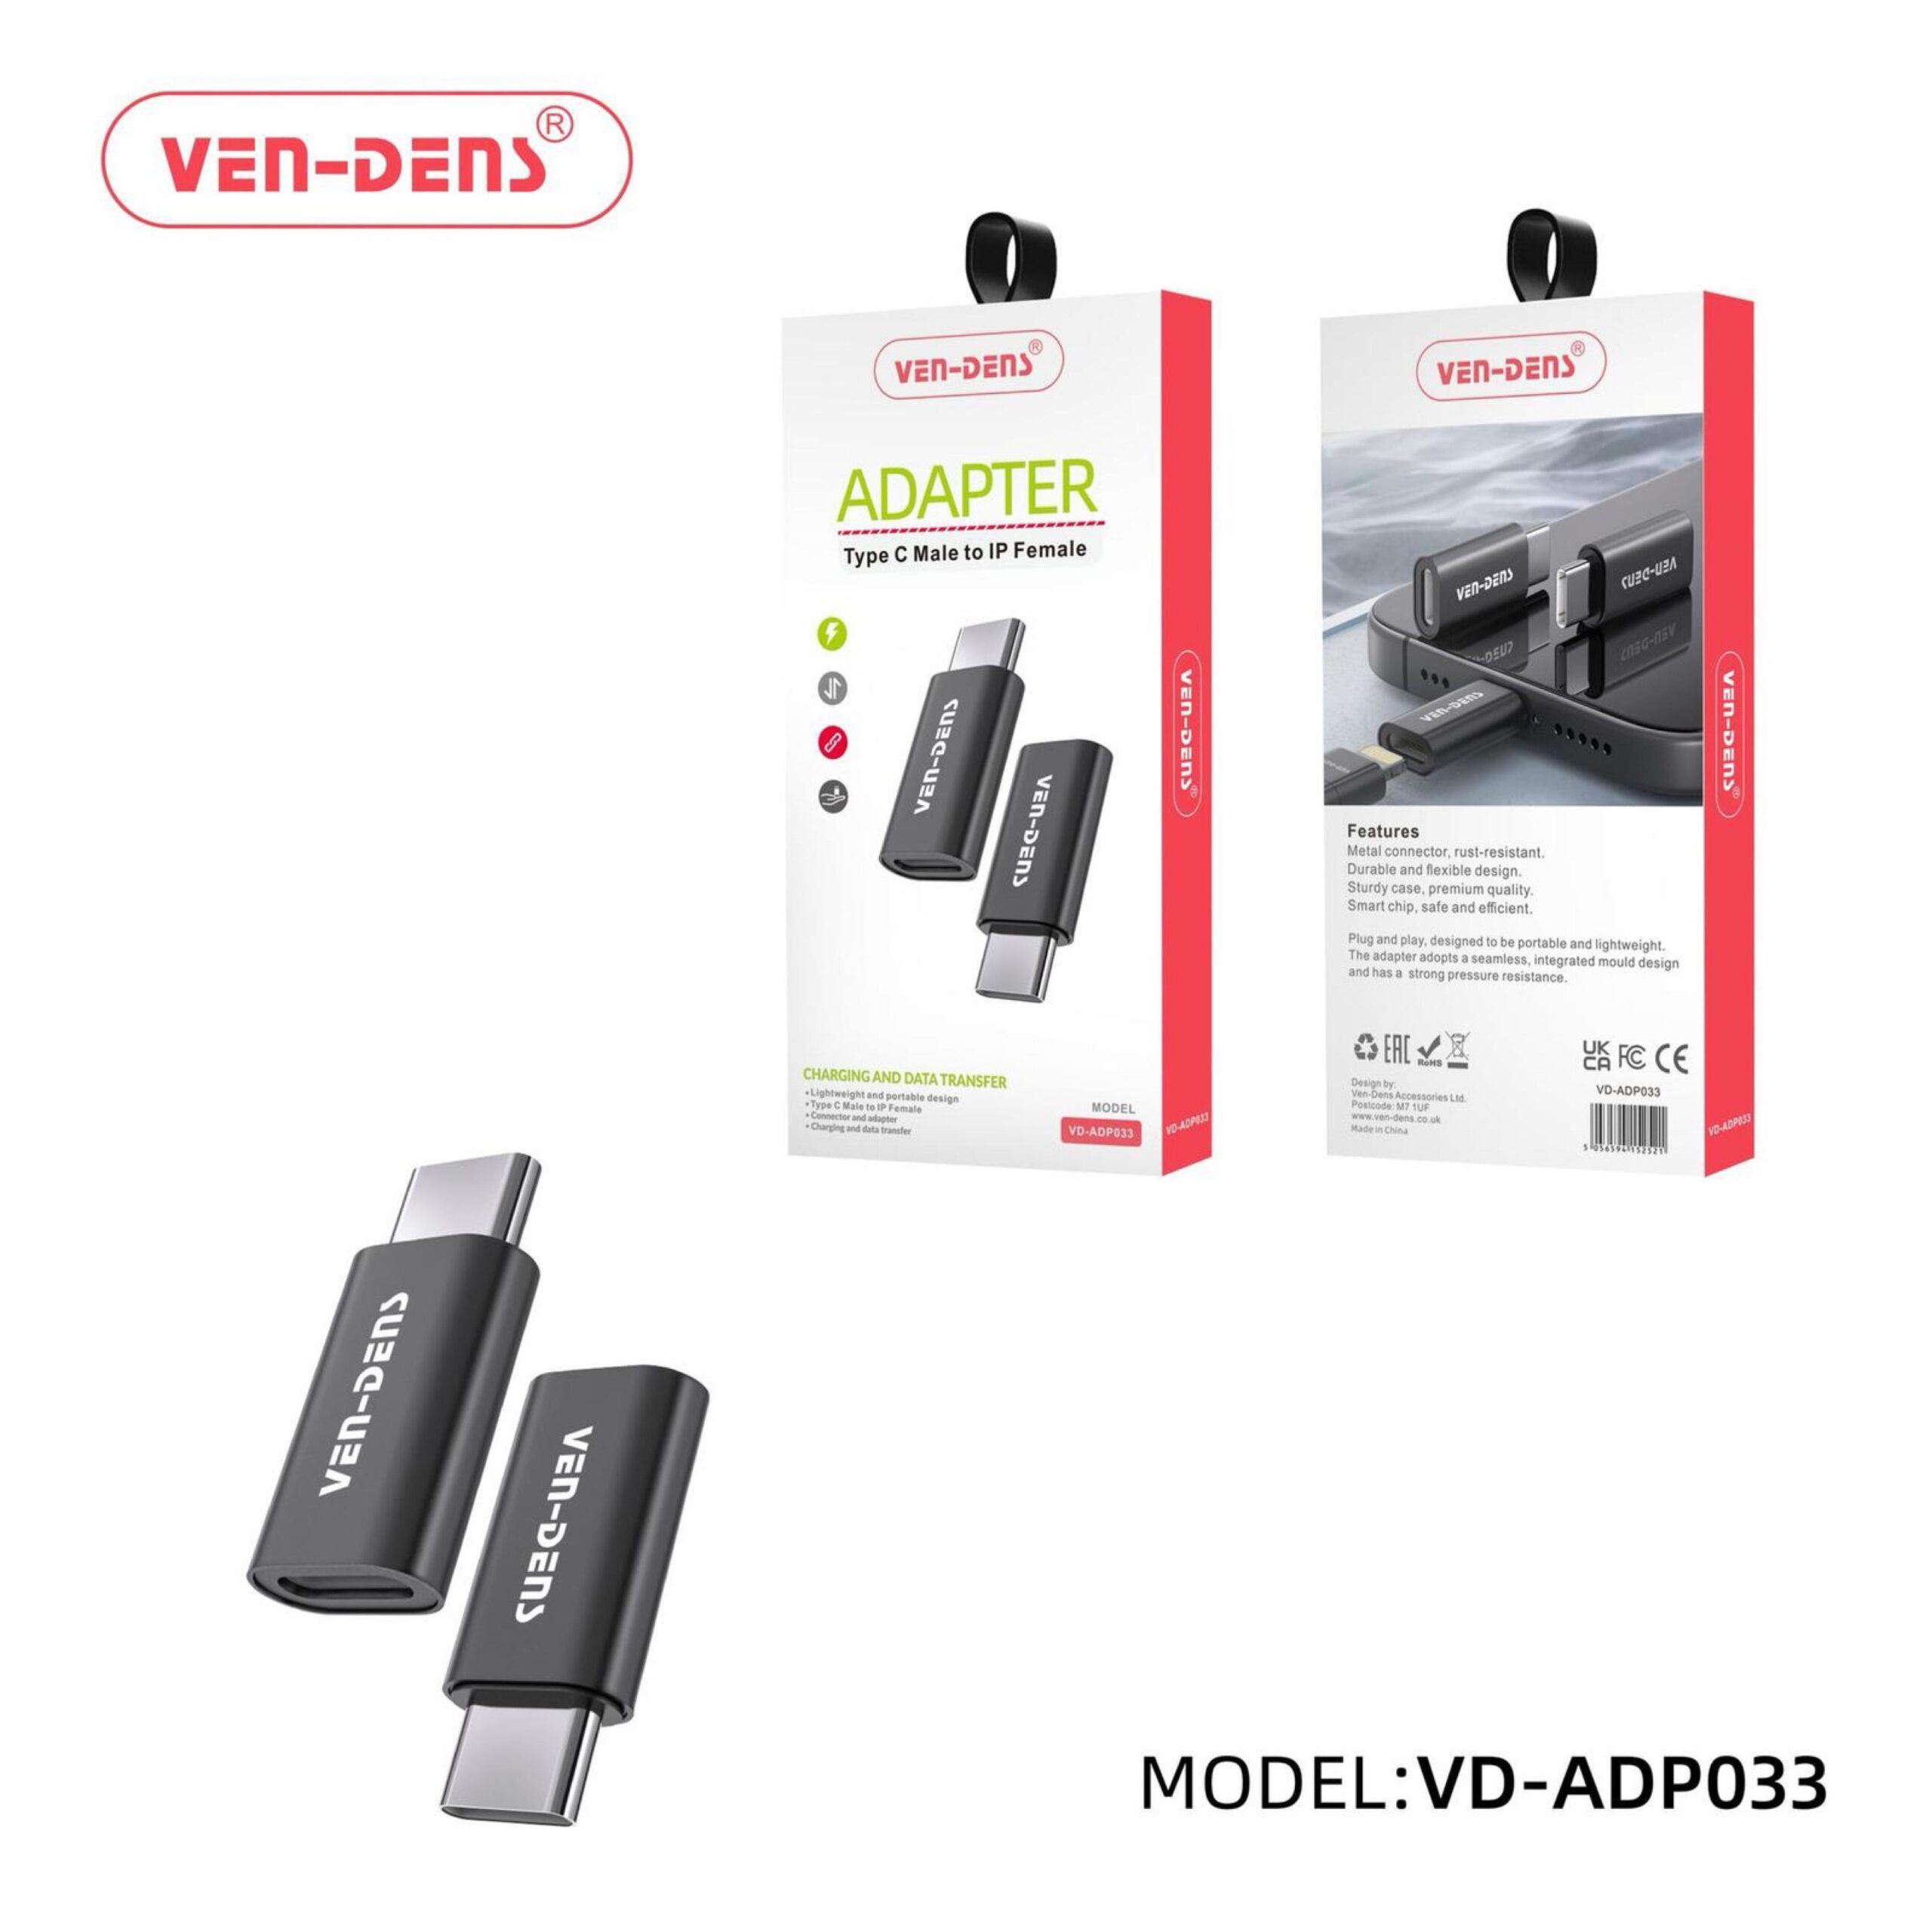 VEN-DENS®
VEN-DENS®
ADAPTER
Type C Male to IP Female
VEN-DENS
VEN-DENS
CHARGING AND DATA TRANSFER
• Lightweight and portable design
• Type C Male to IP Female
• Connector and adapter
• Charging and data transfer
MODEL
VD-ADP033
VEN-DENS®
VD-ADP033
VEN-DENS®
VEN-DENS
VEN-DENS
VEN-DENS
Features
Metal connector, rust-resistant.
Durable and flexible design.
Sturdy case, premium quality.
Smart chip, safe and efficient.
Plug and play, designed to be portable and lightweight.
The adapter adopts a seamless, integrated mould design
and has a strong pressure resistance.
EAC
RoHS
UK
CA
FC
CE
Design by:
Ven-Dens Accessories Ltd.
Postcode: M7 1UF
www.ven-dens.co.uk
Made in China
VD-ADP033
5 056594 152521
VEN-DENS®
VD-ADP033
VEN-DENS
VEN-DENS
MODEL:VD-ADP033